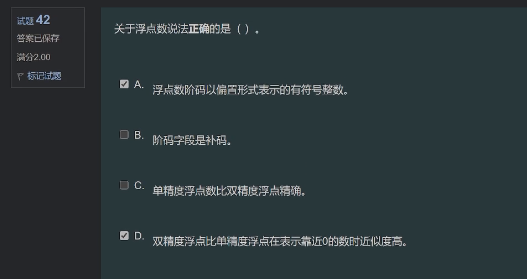 试题 42
答案已保存
满分2.00
标记试题
关于浮点数说法正确的是（ ）。
A. 浮点数阶码以偏置形式表示的有符号整数。
B. 阶码字段是补码。
C. 单精度浮点数比双精度浮点精确。
D. 双精度浮点比单精度浮点在表示靠近0的数时近似度高。